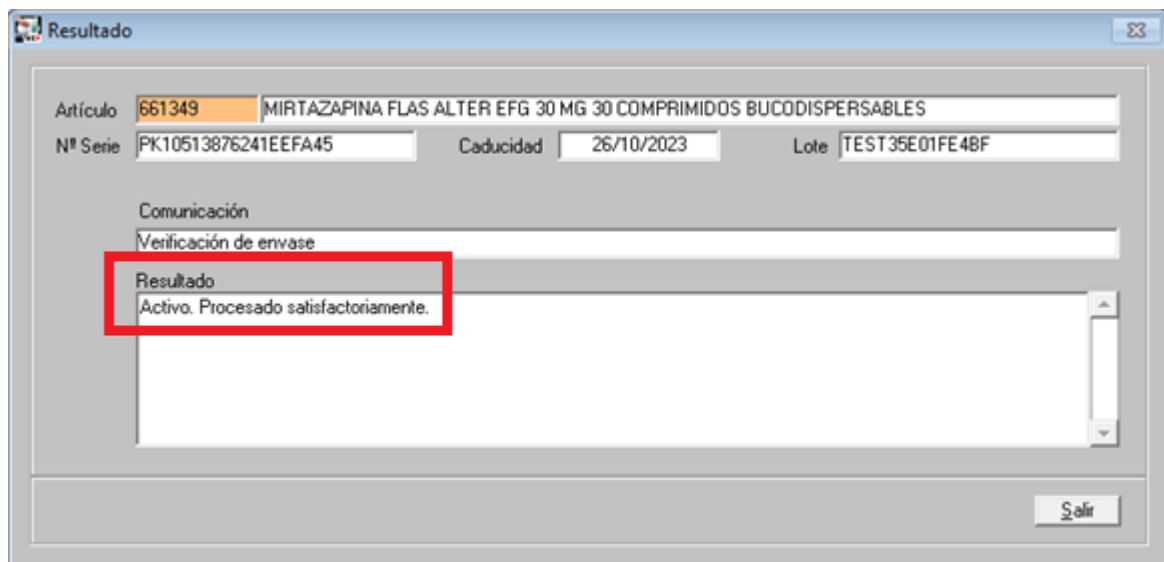 Resultado
Artículo 661349 MIRTAZAPINA FLAS ALTER EFG 30 MG 30 COMPRIMIDOS BUCODISPERSABLES
Nº Serie PK10513876241EEFA45 Caducidad 26/10/2023 Lote TEST35E01FE4BF
Comunicación
Verificación de envase
Resultado
Activo. Procesado satisfactoriamente.
Salir